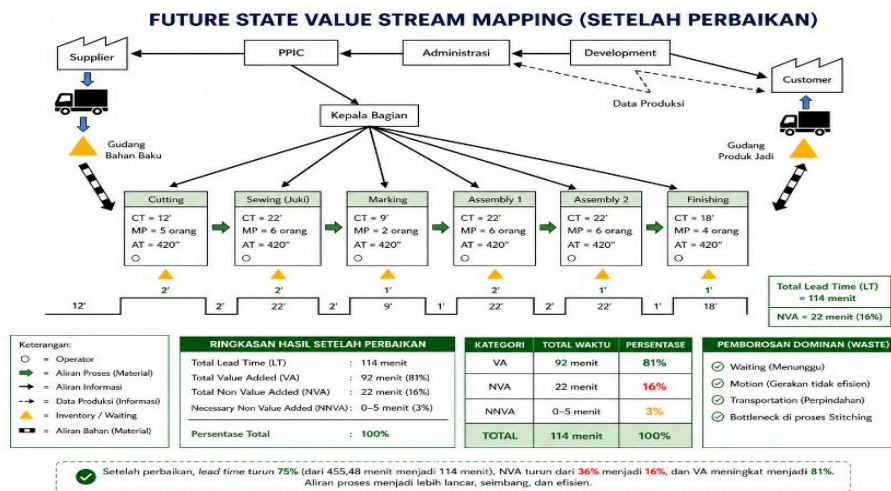 FUTURE STATE VALUE STREAM MAPPING (SETELAH PERBAIKAN)
Supplier
PPIC
Administrasi
Development
Customer
Data Produksi
Kepala Bagian
Gudang
Bahan Baku
Gudang
Produk Jadi
Cutting
CT = 12'
MP = 5 orang
AT = 420"
Sewing (Juki)
CT = 22'
MP = 6 orang
AT = 420"
Marking
CT = 9'
MP = 2 orang
AT = 420"
Assembly 1
CT = 22'
MP = 6 orang
AT = 420"
Assembly 2
CT = 22'
MP = 6 orang
AT = 420"
Finishing
CT = 18'
MP = 4 orang
AT = 420"
2' 2' 1' 2' 1' 1'
12' 2' 22' 2' 9' 1' 22' 2' 22' 1' 18'
Total Lead Time (LT)
= 114 menit
NVA = 22 menit (16%)
Keterangan:
= Operator
= Aliran Proses (Material)
= Aliran Informasi
= Data Produksi (Informasi)
= Inventory / Waiting
= Aliran Bahan (Material)
RINGKASAN HASIL SETELAH PERBAIKAN
Total Lead Time (LT) : 114 menit
Total Value Added (VA) : 92 menit (81%)
Total Non Value Added (NVA) : 22 menit (16%)
Necessary Non Value Added (NNVA) : 0–5 menit (3%)
Persentase Total : 100%
KATEGORI TOTAL WAKTU PERSENTASE
VA 92 menit 81%
NVA 22 menit 16%
NNVA 0–5 menit 3%
TOTAL 114 menit 100%
PEMBOROSAN DOMINAN (WASTE)
Waiting (Menunggu)
Motion (Gerakan tidak efisien)
Transportation (Perpindahan)
Bottleneck di proses Stitching
Setelah perbaikan, lead time turun 75% (dari 455,48 menit menjadi 114 menit), NVA turun dari 36% menjadi 16%, dan VA meningkat menjadi 81%.
Aliran proses menjadi lebih lancar, seimbang, dan efisien.